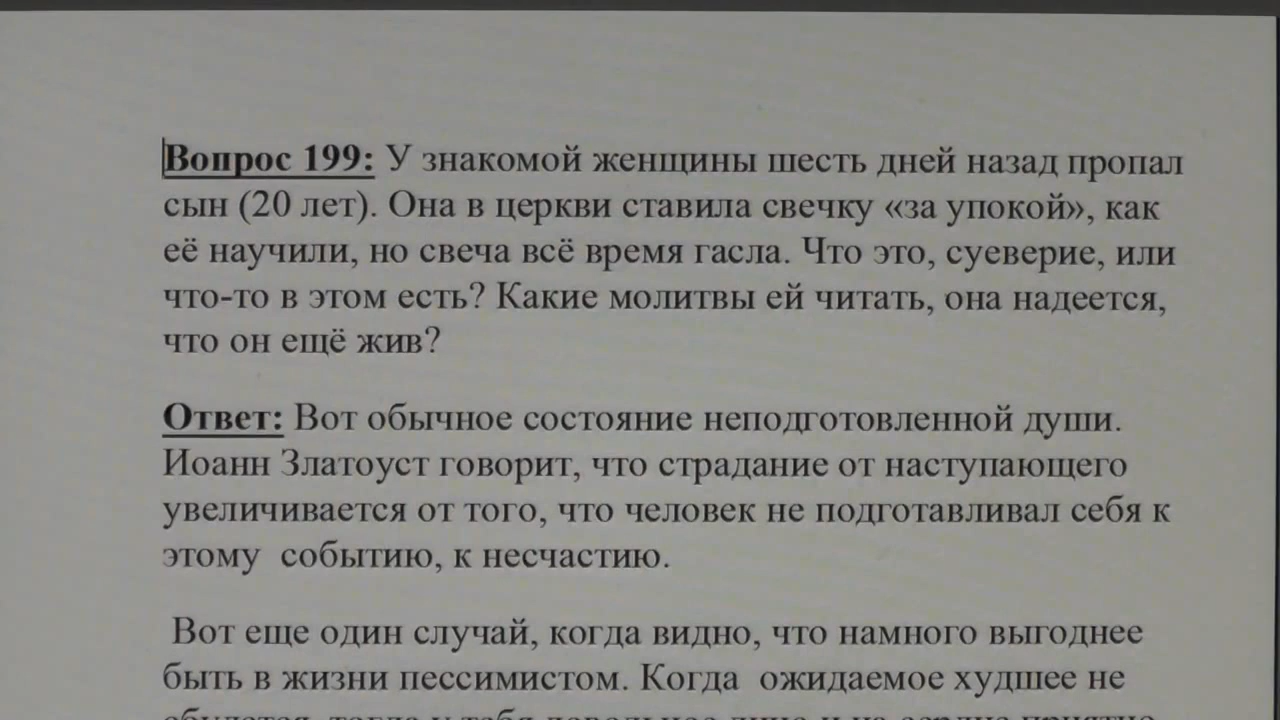 Вопрос 199: У знакомой женщины шесть дней назад пропал
сын (20 лет). Она в церкви ставила свечку «за упокой», как
её научили, но свеча всё время гасла. Что это, суеверие, или
что-то в этом есть? Какие молитвы ей читать, она надеется,
что он ещё жив?
Ответ: Вот обычное состояние неподготовленной души.
Иоанн Златоуст говорит, что страдание от наступающего
увеличивается от того, что человек не подготавливал себя к
этому  событию, к несчастию.
Вот еще один случай, когда видно, что намного выгоднее
быть в жизни пессимистом. Когда  ожидаемое худшее не